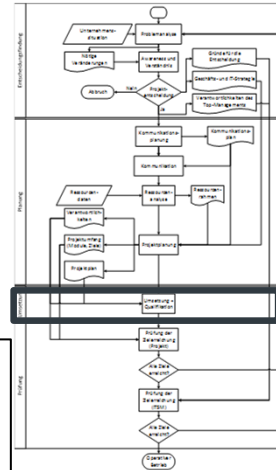 Entscheidungsfindung
Unternehmens-
situation
Problemanalyse
Nötige
Veränderungen
Awareness und
Verständnis
Gründe für die
Entscheidung
Geschäfts- und IT-Strategie
Verantwortlichkeiten des
Top-Managements
Projekt-
entscheidung
Nein
Abbruch
Ja
Planung
Kommunikations-
planung
Kommunikations-
plan
Kommunikation
Ressourcen-
daten
Ressourcen-
analyse
Ressourcen-
rahmen
Verantwortlich-
keiten
Projektumfang
(Module, Ziele)
Projektplanung
Projektplan
Umsetzung
Umsetzung +
Qualifikation
Prüfung
Prüfung der
Zielerreichung
(Projekt)
Alle Ziele
erreicht?
Prüfung der
Zielerreichung
Alle Ziele
erreicht?
Operativer
Betrieb